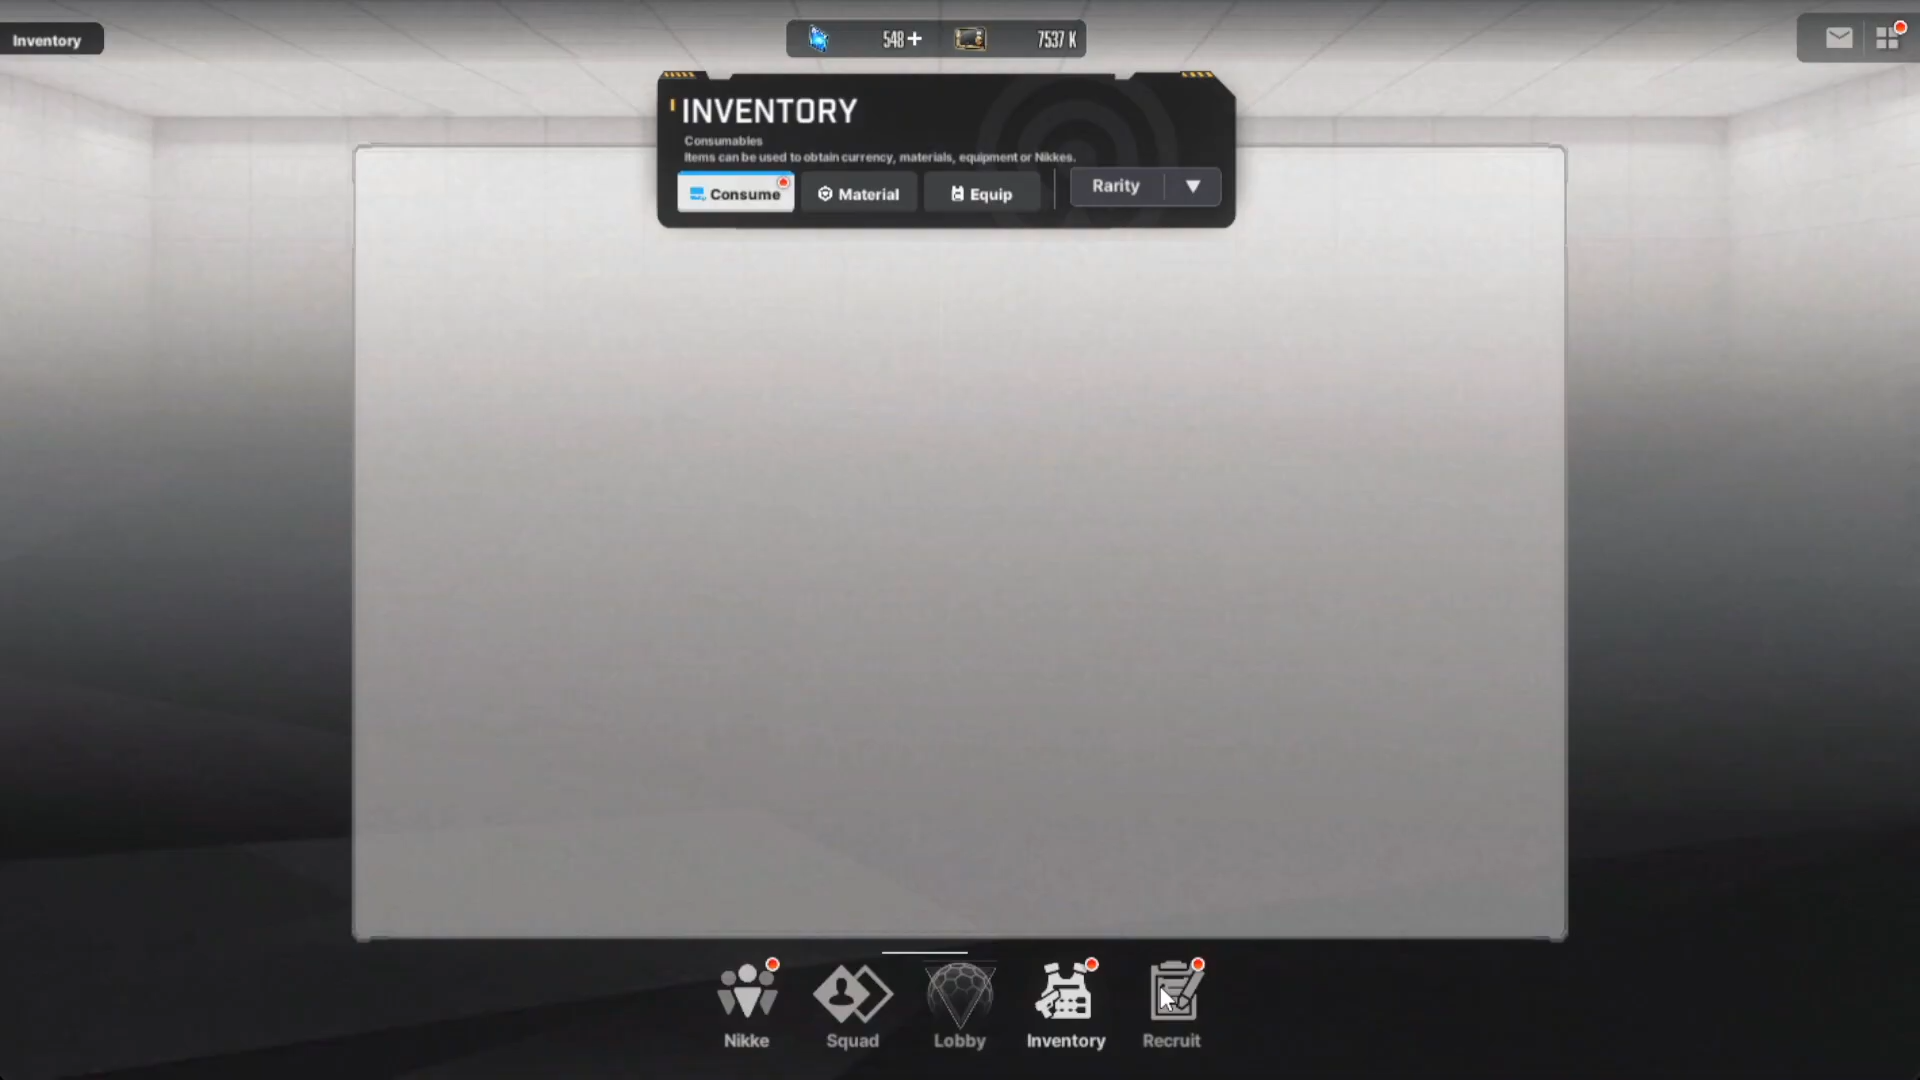 Inventory
548+
7537 K
INVENTORY
Consumables
Items can be used to obtain currency, materials, equipment or Nikkes.
Consume
Material
Equip
Rarity
Nikke
Squad
Lobby
Inventory
Recruit